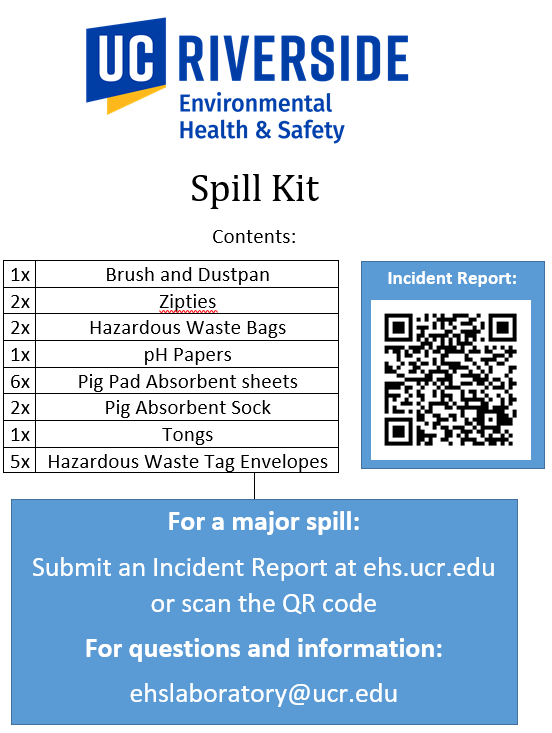 UC RIVERSIDE
Environmental
Health & Safety
Spill Kit
Contents:
1x Brush and Dustpan
2x Zipties
2x Hazardous Waste Bags
1x pH Papers
6x Pig Pad Absorbent sheets
2x Pig Absorbent Sock
1x Tongs
5x Hazardous Waste Tag Envelopes
Incident Report:
For a major spill:
Submit an Incident Report at ehs.ucr.edu
or scan the QR code
For questions and information:
ehslaboratory@ucr.edu